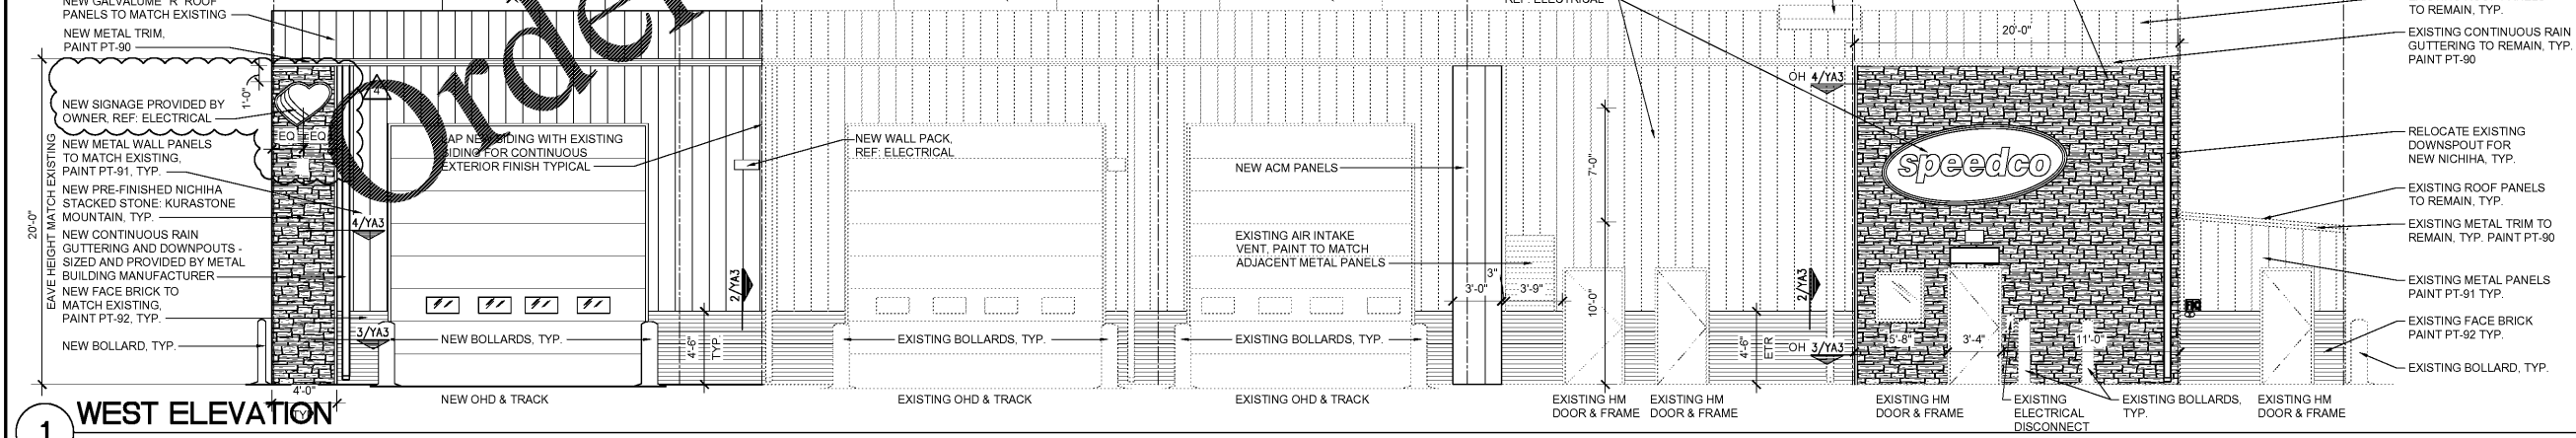 NEW GALVALUME "R" ROOF
PANELS TO MATCH EXISTING
NEW METAL TRIM,
PAINT PT-90
20'-0"
EAVE HEIGHT MATCH EXISTING
NEW SIGNAGE PROVIDED BY
OWNER, REF: ELECTRICAL
NEW METAL WALL PANELS
TO MATCH EXISTING,
PAINT PT-91, TYP.
NEW PRE-FINISHED NICHIHA
STACKED STONE: KURASTONE
MOUNTAIN, TYP.
NEW CONTINUOUS RAIN
GUTTERING AND DOWNPOUTS -
SIZED AND PROVIDED BY METAL
BUILDING MANUFACTURER
NEW FACE BRICK TO
MATCH EXISTING,
PAINT PT-92, TYP.
NEW BOLLARD, TYP.
1'-0"
EQ
EQ
4
4/YA3
3/YA3
4'-0"
TYP.
Order
LAP NEW SIDING WITH EXISTING
SIDING FOR CONTINUOUS
EXTERIOR FINISH TYPICAL
NEW BOLLARDS, TYP.
NEW OHD & TRACK
4'-6"
TYP.
2/YA3
NEW WALL PACK,
REF: ELECTRICAL
EXISTING BOLLARDS, TYP.
EXISTING OHD & TRACK
NEW ACM PANELS
EXISTING AIR INTAKE
VENT, PAINT TO MATCH
ADJACENT METAL PANELS
EXISTING BOLLARDS, TYP.
EXISTING OHD & TRACK
REF: ELECTRICAL
3'-0"
3"
3'-9"
7'-0"
10'-0"
EXISTING HM
DOOR & FRAME
EXISTING HM
DOOR & FRAME
4'-6"
ETR
2/YA3
OH 4/YA3
OH 3/YA3
20'-0"
speedco
5'-8"
3'-4"
11'-0"
EXISTING HM
DOOR & FRAME
EXISTING
ELECTRICAL
DISCONNECT
EXISTING BOLLARDS,
TYP.
EXISTING HM
DOOR & FRAME
TO REMAIN, TYP.
EXISTING CONTINUOUS RAIN
GUTTERING TO REMAIN, TYP.
PAINT PT-90
RELOCATE EXISTING
DOWNSPOUT FOR
NEW NICHIHA, TYP.
EXISTING ROOF PANELS
TO REMAIN, TYP.
EXISTING METAL TRIM TO
REMAIN, TYP. PAINT PT-90
EXISTING METAL PANELS
PAINT PT-91 TYP.
EXISTING FACE BRICK
PAINT PT-92 TYP.
EXISTING BOLLARD, TYP.
1
WEST ELEVATION